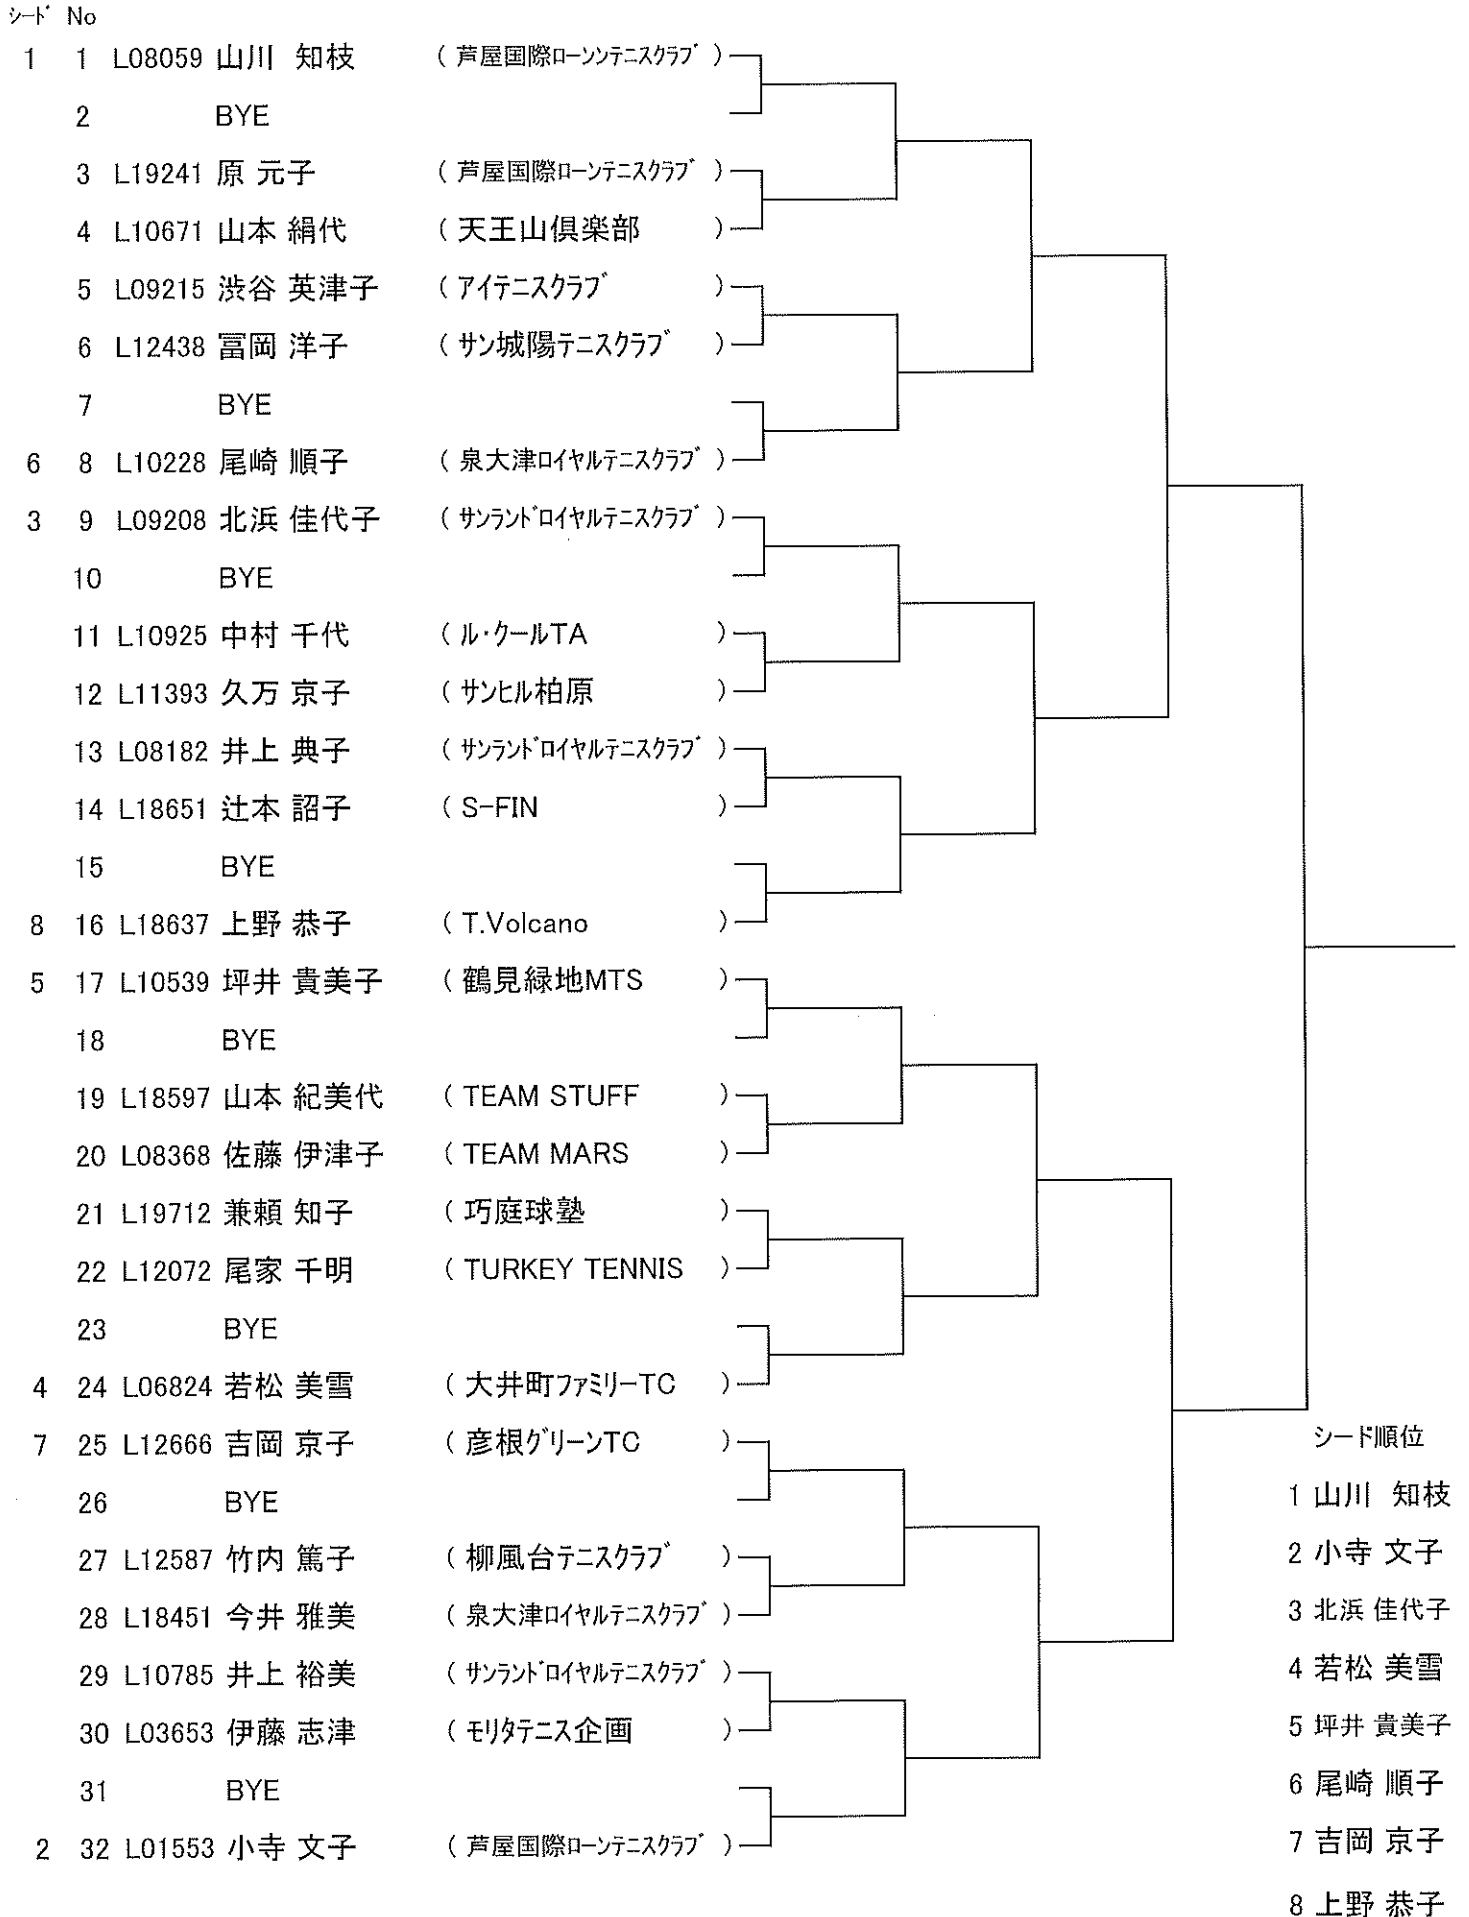 ｼｰﾄﾞ No
1 1 L08059 山川 知枝 ( 芦屋国際ﾛｰﾝンﾃﾆｽｸﾗﾌﾞ )
2 BYE
3 L19241 原 元子 ( 芦屋国際ﾛｰﾝﾃﾆｽｸﾗﾌﾞ )
4 L10671 山本 絹代 ( 天王山倶楽部 )
5 L09215 渋谷 英津子 ( アイテニスクラブ )
6 L12438 冨岡 洋子 ( サン城陽テニスクラブ )
7 BYE
6 8 L10228 尾崎 順子 ( 泉大津ﾛｲﾔﾙﾃﾆｽｸﾗﾌﾞ )
3 9 L09208 北浜 佳代子 ( ｻﾝﾗﾝﾄﾞﾛｲﾔﾙﾃﾆｽｸﾗﾌﾞ )
10 BYE
11 L10925 中村 千代 ( ル・クールTA )
12 L11393 久万 京子 ( サンヒル柏原 )
13 L08182 井上 典子 ( ｻﾝﾗﾝﾄﾞﾛｲﾔﾙﾃﾆｽｸﾗﾌﾞ )
14 L18651 辻本 詔子 ( S-FIN )
15 BYE
8 16 L18637 上野 恭子 ( T.Volcano )
5 17 L10539 坪井 貴美子 ( 鶴見緑地MTS )
18 BYE
19 L18597 山本 紀美代 ( TEAM STUFF )
20 L08368 佐藤 伊津子 ( TEAM MARS )
21 L19712 兼頼 知子 ( 巧庭球塾 )
22 L12072 尾家 千明 ( TURKEY TENNIS )
23 BYE
4 24 L06824 若松 美雪 ( 大井町ファミリーTC )
7 25 L12666 吉岡 京子 ( 彦根グリーンTC )
26 BYE
27 L12587 竹内 篤子 ( 柳風台テニスクラブ )
28 L18451 今井 雅美 ( 泉大津ﾛｲﾔﾙﾃﾆｽｸﾗﾌﾞ )
29 L10785 井上 裕美 ( ｻﾝﾗﾝﾄﾞﾛｲﾔﾙﾃﾆｽｸﾗﾌﾞ )
30 L03653 伊藤 志津 ( モリタテニス企画 )
31 BYE
2 32 L01553 小寺 文子 ( 芦屋国際ﾛｰﾝﾃﾆｽｸﾗﾌﾞ )
シード順位
1 山川 知枝
2 小寺 文子
3 北浜 佳代子
4 若松 美雪
5 坪井 貴美子
6 尾崎 順子
7 吉岡 京子
8 上野 恭子